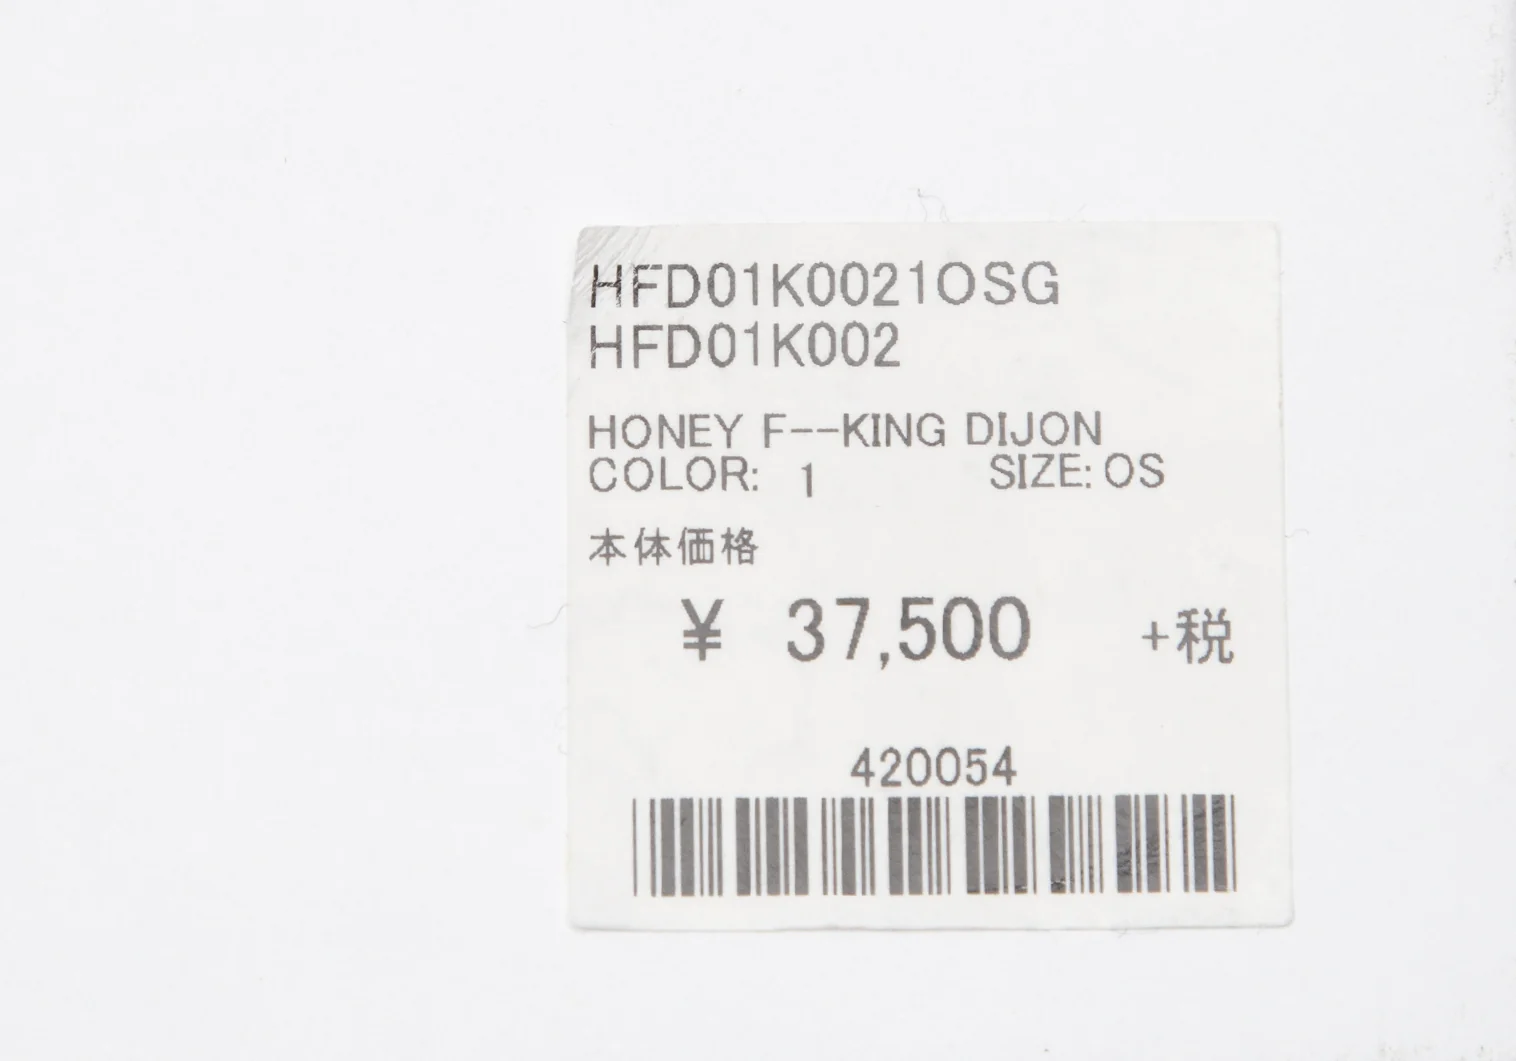 HFD01K0021OSG
HFD01K002
HONEY F--KING DIJON
COLOR: 1 SIZE: OS
本体価格
¥ 37,500 +税
420054